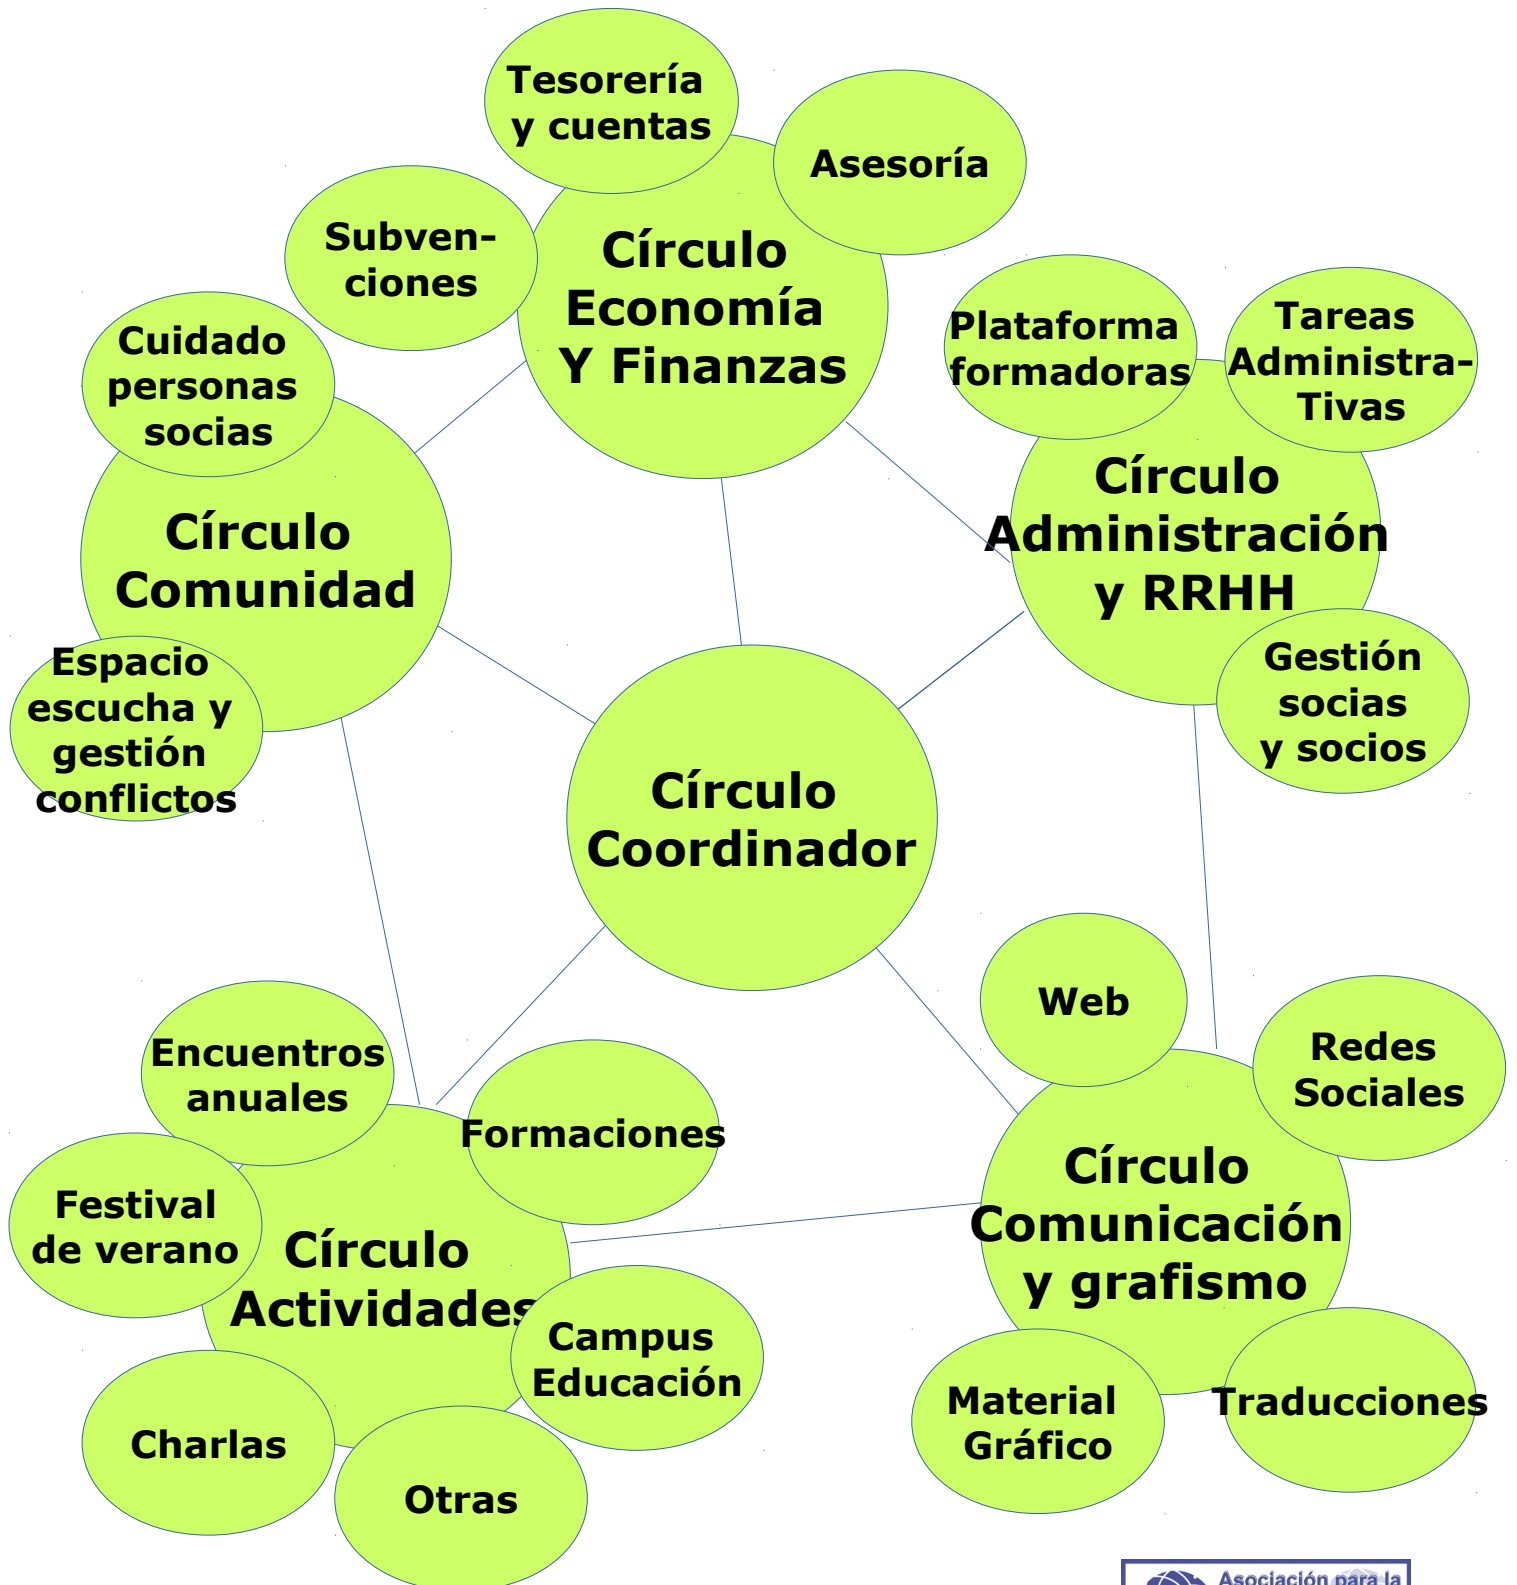 Tesorería
y cuentas
Asesoría
Subven-
ciones
Círculo
Economía
Y Finanzas
Cuidado
personas
socias
Plataforma
formadoras
Tareas
Administra-
Tivas
Círculo
Comunidad
Círculo
Administración
y RRHH
Espacio
escucha y
gestión
conflictos
Gestión
socias
y socios
Círculo
Coordinador
Web
Redes
Sociales
Encuentros
anuales
Formaciones
Festival
de verano
Círculo
Actividades
Círculo
Comunicación
y grafismo
Campus
Educación
Charlas
Otras
Material
Gráfico
Traducciones
Asociación para la